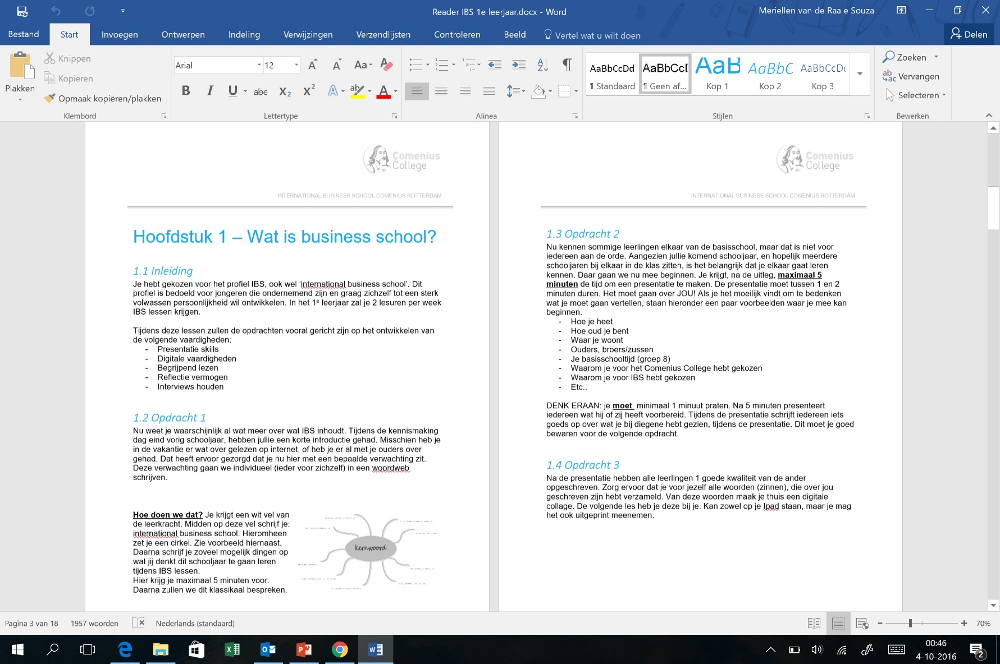 Reader IBS 1e leerjaar.docx - Word
Meriellen van de Raa e Souza
Bestand
Start
Invoegen
Ontwerpen
Indeling
Verwijzingen
Verzendlijsten
Controleren
Beeld
Vertel wat u wilt doen
Delen
Plakken
Knippen
Kopiëren
Opmaak kopiëren/plakken
Klembord
Arial
12
Lettertype
Alinea
AaBbCcDd
¶ Standaard
AaBbCcI
¶ Geen af...
AaB
Kop 1
AaBbC
Kop 2
AaBbCcDc
Kop 3
Stijlen
Zoeken
Vervangen
Selecteren
Bewerken
Comenius
College
INTERNATIONAL BUSINESS SCHOOL COMENIUS ROTTERDAM
Hoofdstuk 1 – Wat is business school?
1.1 Inleiding
Je hebt gekozen voor het profiel IBS, ook wel ‘international business school’. Dit
profiel is bedoeld voor jongeren die ondernemend zijn en graag zichzelf tot een sterk
volwassen persoonlijkheid wil ontwikkelen. In het 1e leerjaar zal je 2 lesuren per week
IBS lessen krijgen.
Tijdens deze lessen zullen de opdrachten vooral gericht zijn op het ontwikkelen van
de volgende vaardigheden:
- Presentatie skills
- Digitale vaardigheden
- Begrijpend lezen
- Reflectie vermogen
- Interviews houden
1.2 Opdracht 1
Nu weet je waarschijnlijk al wat meer over wat IBS inhoudt. Tijdens de kennismaking
dag eind vorig schooljaar, hebben jullie een korte introductie gehad. Misschien heb je
in de vakantie er wat over gelezen op internet, of heb je er al met je ouders over
gehad. Dat heeft ervoor gezorgd dat je nu hier met een bepaalde verwachting zit.
Deze verwachting gaan we individueel (ieder voor zichzelf) in een woordweb
schrijven.
Hoe doen we dat? Je krijgt een wit vel van
de leerkracht. Midden op deze vel schrijf je:
international business school. Hieromheen
zet je een cirkel. Zie voorbeeld hiernaast.
Daarna schrijf je zoveel mogelijk dingen op
wat jij denkt dit schooljaar te gaan leren
tijdens IBS lessen.
Hier krijg je maximaal 5 minuten voor.
Daarna zullen we dit klassikaal bespreken.
kernwoord
Comenius
College
INTERNATIONAL BUSINESS SCHOOL COMENIUS ROTTERDAM
1.3 Opdracht 2
Nu kennen sommige leerlingen elkaar van de basisschool, maar dat is niet voor
iedereen aan de orde. Aangezien jullie komend schooljaar, en hopelijk meerdere
schooljaren bij elkaar in de klas zitten, is het belangrijk dat je elkaar gaat leren
kennen. Daar gaan we nu mee beginnen. Je krijgt, na de uitleg, maximaal 5
minuten de tijd om een presentatie te maken. De presentatie moet tussen 1 en 2
minuten duren. Het moet gaan over JOU! Als je het moeilijk vindt om te bedenken
wat je moet gaan vertellen, staan hieronder een paar voorbeelden waar je mee kan
beginnen.
- Hoe je heet
- Hoe oud je bent
- Waar je woont
- Ouders, broers/zussen
- Je basisschooltijd (groep 8)
- Waarom je voor het Comenius College hebt gekozen
- Waarom je voor IBS hebt gekozen
- Etc..
DENK ERAAN: je moet minimaal 1 minuut praten. Na 5 minuten presenteert
iedereen wat hij of zij heeft voorbereid. Tijdens de presentatie schrijft iedereen iets
goeds op over wat je bij diegene hebt gezien, tijdens de presentatie. Dit moet je goed
bewaren voor de volgende opdracht.
1.4 Opdracht 3
Na de presentatie hebben alle leerlingen 1 goede kwaliteit van de ander
opgeschreven. Zorg ervoor dat je voor jezelf alle woorden (zinnen), die over jou
geschreven zijn hebt verzameld. Van deze woorden maak je thuis een digitale
collage. De volgende les heb je deze bij je. Kan zowel op je Ipad staan, maar je mag
het ook uitgeprint meenemen.
Pagina 3 van 18
1957 woorden
Nederlands (standaard)
70%
00:46
4-10-2016
2